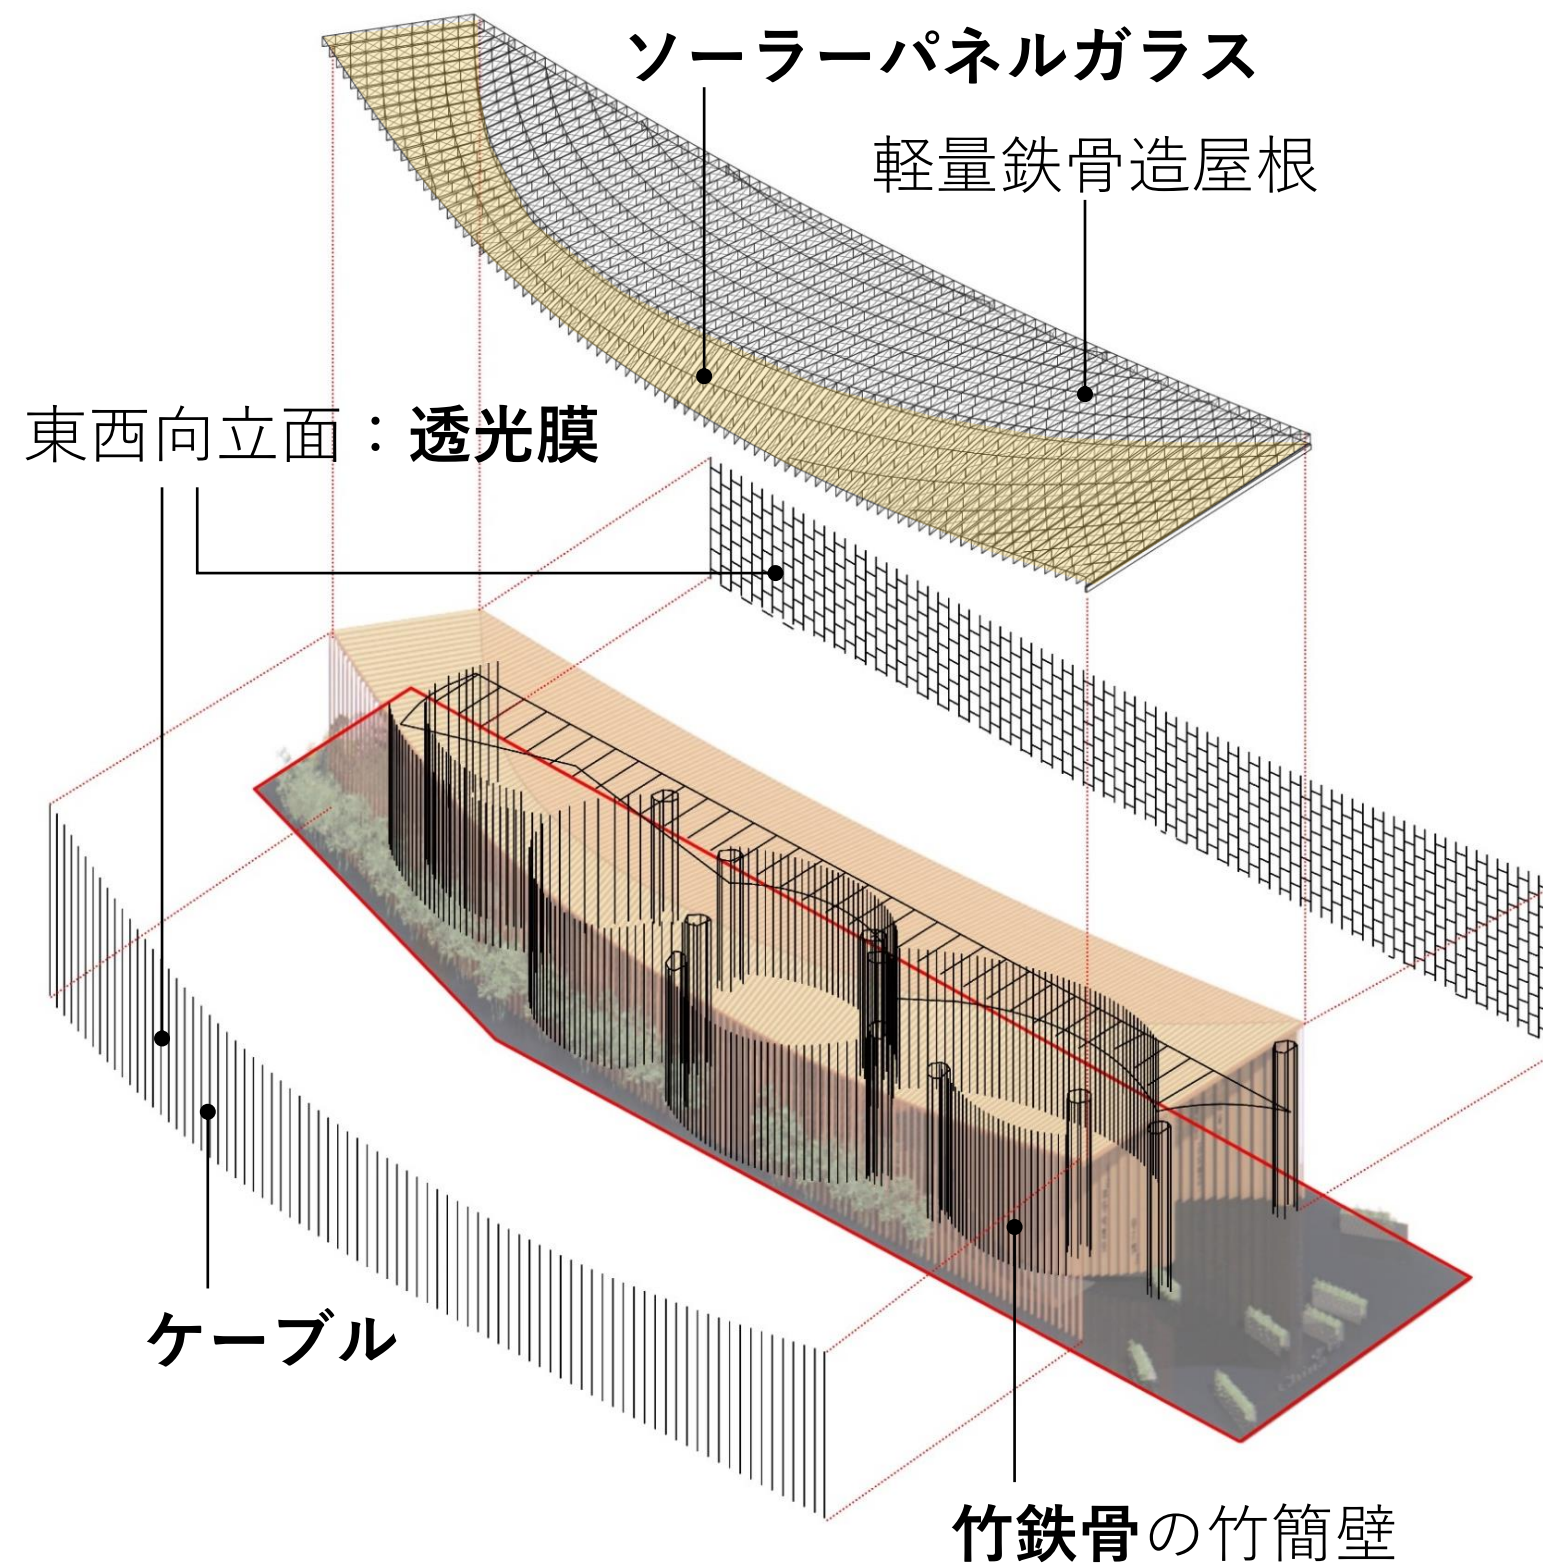 ソーラーパネルガラス
軽量鉄骨造屋根
東西向立面：透光膜
ケーブル
竹鉄骨の竹簡壁